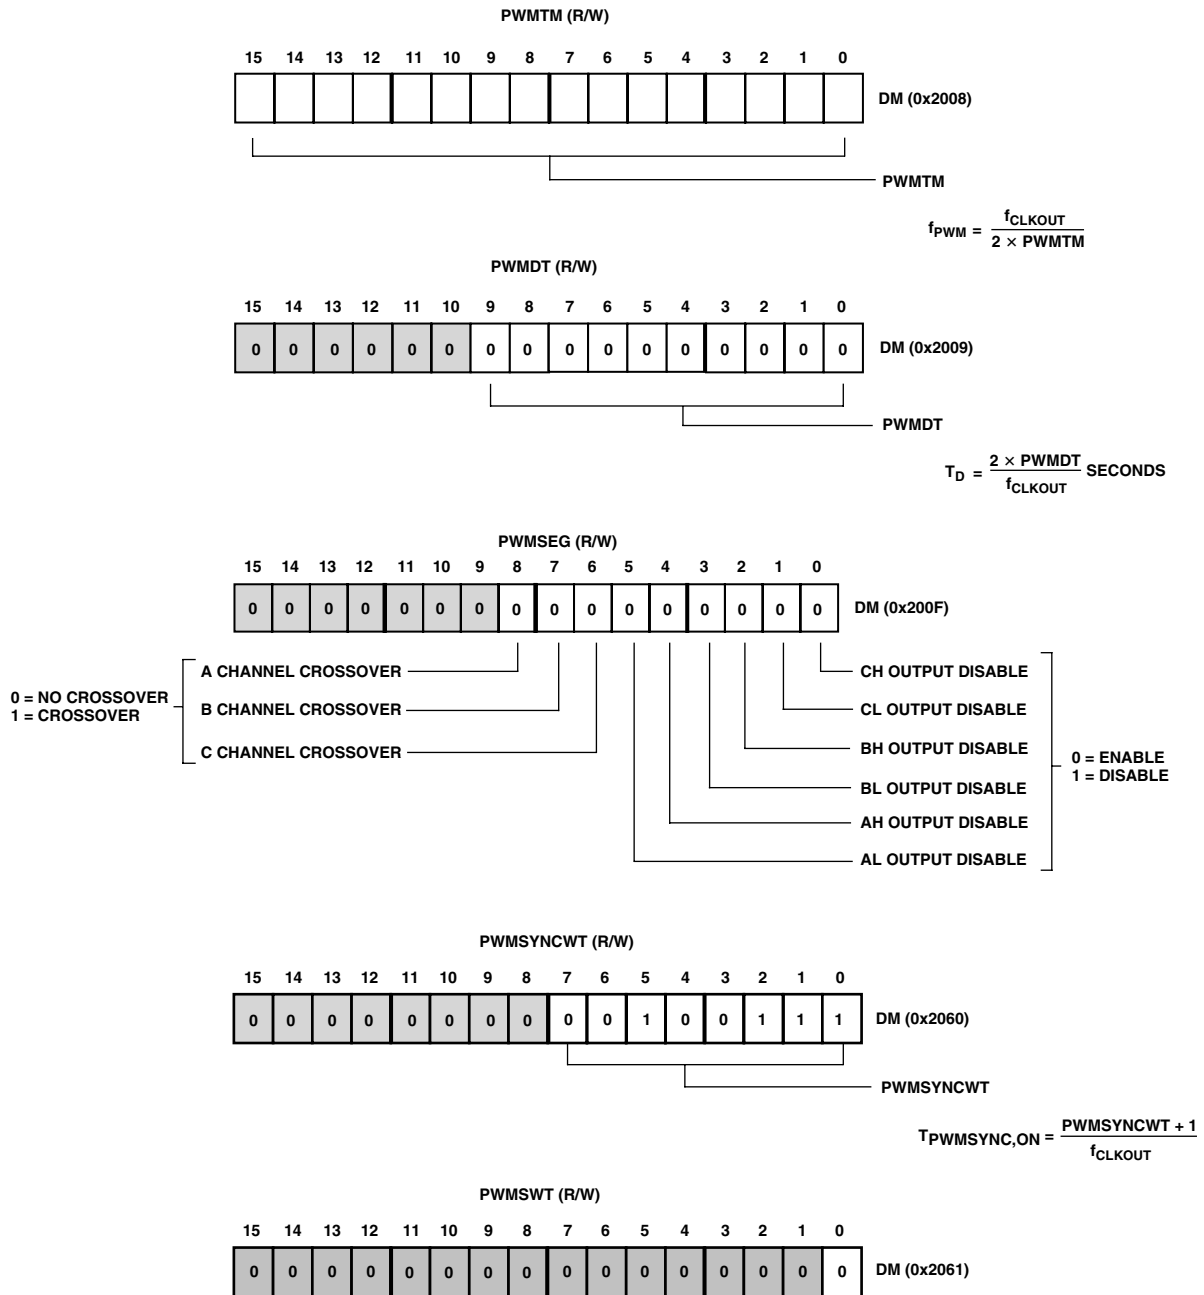 PWMTM (R/W)
15 14 13 12 11 10 9 8 7 6 5 4 3 2 1 0
DM (0x2008)
PWMTM
fPWM = fCLKOUT / 2 × PWMTM
PWMDT (R/W)
15 14 13 12 11 10 9 8 7 6 5 4 3 2 1 0
0 0 0 0 0 0 0 0 0 0 0 0 0 0 0 0 DM (0x2009)
PWMDT
TD = 2 × PWMDT / fCLKOUT SECONDS
PWMSEG (R/W)
15 14 13 12 11 10 9 8 7 6 5 4 3 2 1 0
0 0 0 0 0 0 0 0 0 0 0 0 0 0 0 0 DM (0x200F)
0 = NO CROSSOVER
1 = CROSSOVER
A CHANNEL CROSSOVER
B CHANNEL CROSSOVER
C CHANNEL CROSSOVER
CH OUTPUT DISABLE
CL OUTPUT DISABLE
BH OUTPUT DISABLE
BL OUTPUT DISABLE
AH OUTPUT DISABLE
AL OUTPUT DISABLE
0 = ENABLE
1 = DISABLE
PWMSYNCWT (R/W)
15 14 13 12 11 10 9 8 7 6 5 4 3 2 1 0
0 0 0 0 0 0 0 0 0 0 1 0 0 1 1 1 DM (0x2060)
PWMSYNCWT
TPWMSYNC,ON = PWMSYNCWT + 1 / fCLKOUT
PWMSWT (R/W)
15 14 13 12 11 10 9 8 7 6 5 4 3 2 1 0
0 0 0 0 0 0 0 0 0 0 0 0 0 0 0 0 DM (0x2061)